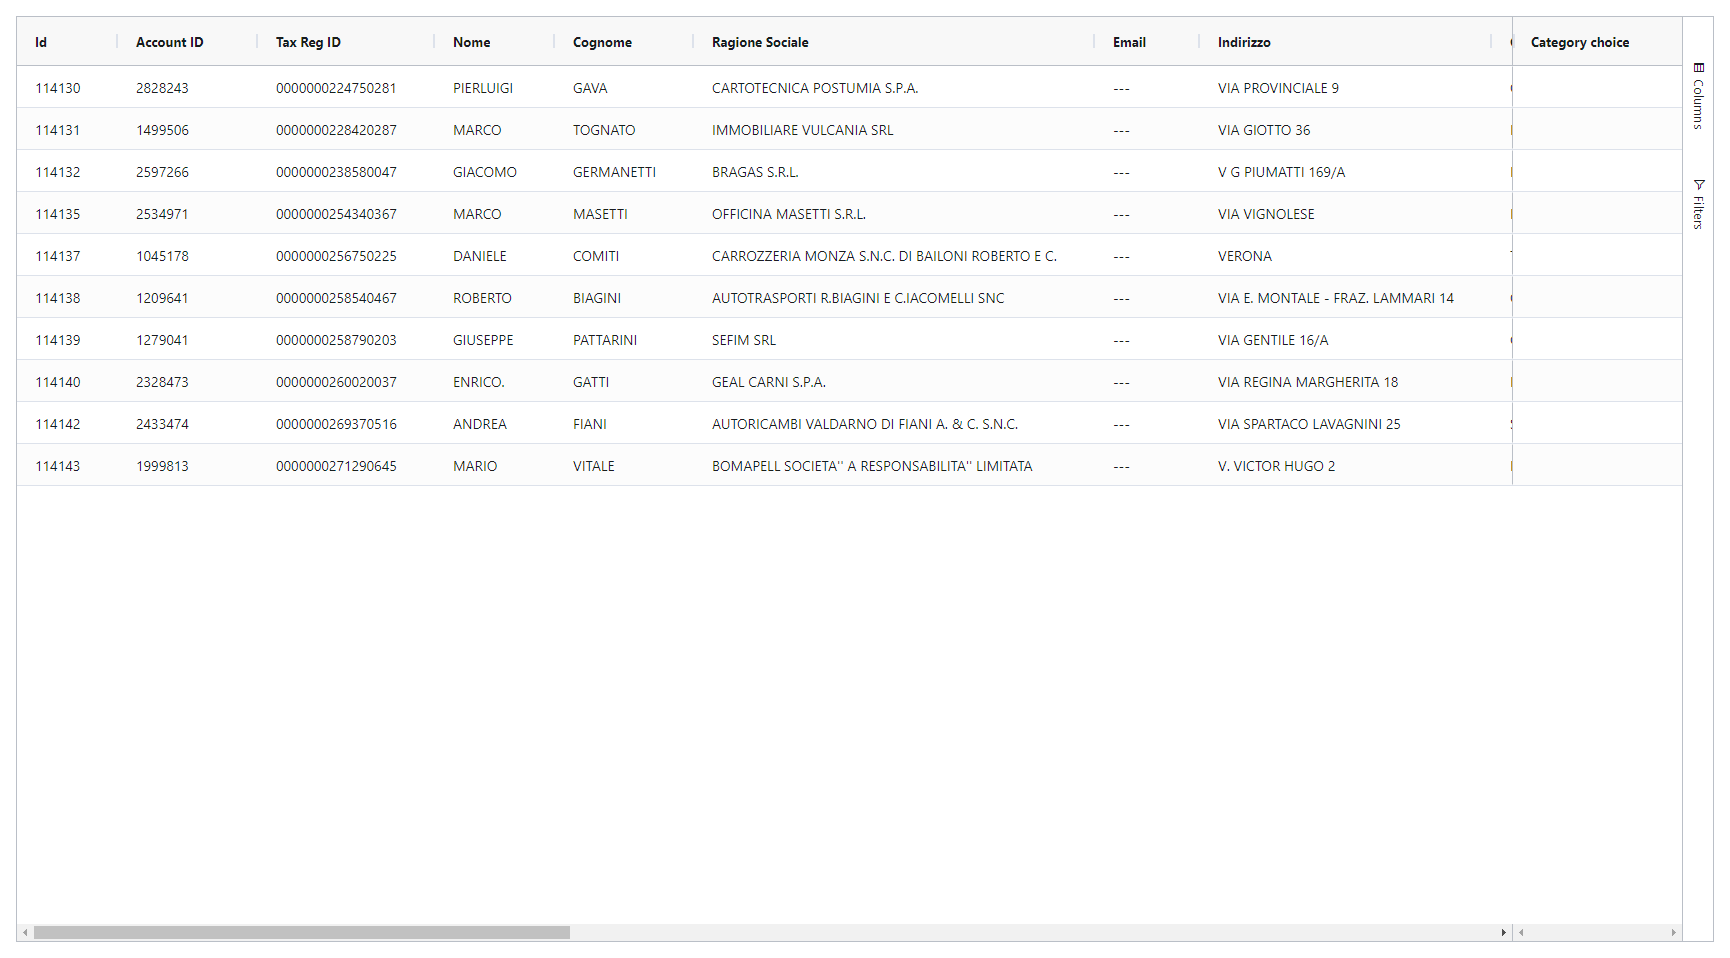 Id Account ID Tax Reg ID Nome Cognome Ragione Sociale Email Indirizzo Category choice
114130 2828243 0000000224750281 PIERLUIGI GAVA CARTOTECNICA POSTUMIA S.P.A. --- VIA PROVINCIALE 9
114131 1499506 0000000228420287 MARCO TOGNATO IMMOBILIARE VULCANIA SRL --- VIA GIOTTO 36
114132 2597266 0000000238580047 GIACOMO GERMANETTI BRAGAS S.R.L. --- V G PIUMATTI 169/A
114135 2534971 0000000254340367 MARCO MASETTI OFFICINA MASETTI S.R.L. --- VIA VIGNOLESE
114137 1045178 0000000256750225 DANIELE COMITI CARROZZERIA MONZA S.N.C. DI BAILONI ROBERTO E C. --- VERONA
114138 1209641 0000000258540467 ROBERTO BIAGINI AUTOTRASPORTI R.BIAGINI E C.IACOMELLI SNC --- VIA E. MONTALE - FRAZ. LAMMARI 14
114139 1279041 0000000258790203 GIUSEPPE PATTARINI SEFIM SRL --- VIA GENTILE 16/A
114140 2328473 0000000260020037 ENRICO. GATTI GEAL CARNI S.P.A. --- VIA REGINA MARGHERITA 18
114142 2433474 0000000269370516 ANDREA FIANI AUTORICAMBI VALDARNO DI FIANI A. & C. S.N.C. --- VIA SPARTACO LAVAGNINI 25
114143 1999813 0000000271290645 MARIO VITALE BOMAPELL SOCIETA'' A RESPONSABILITA'' LIMITATA --- V. VICTOR HUGO 2
Columns
Filters